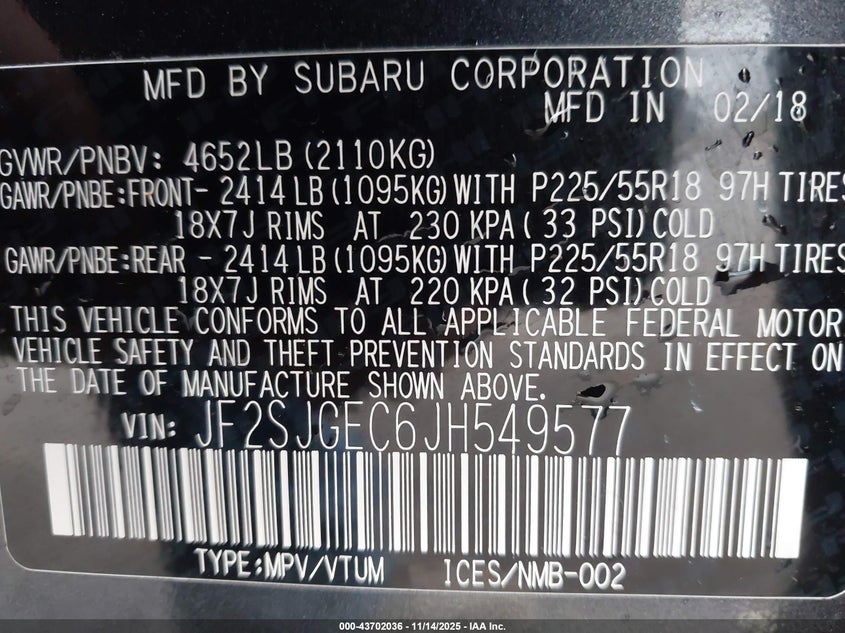 MFD BY SUBARU CORPORATION
MFD IN 02/18
GVWR/PNBV: 4652LB (2110KG)
GAWR/PNBE:FRONT- 2414LB (1095KG) WITH P225/55R18 97H TIRES
18X7J RIMS AT 230 KPA ( 33 PSI) COLD
GAWR/PNBE:REAR - 2414LB (1095KG) WITH P225/55R18 97H TIRES
18X7J RIMS AT 220 KPA ( 32 PSI) COLD
THIS VEHICLE CONFORMS TO ALL APPLICABLE FEDERAL MOTOR
VEHICLE SAFETY AND THEFT PREVENTION STANDARDS IN EFFECT ON
THE DATE OF MANUFACTURE SHOWN ABOVE.
VIN: JF2SJGEC6JH549577
TYPE:MPV/VTUM ICES/NMB-002
000-43702036 - 11/14/2025 - IAA Inc.